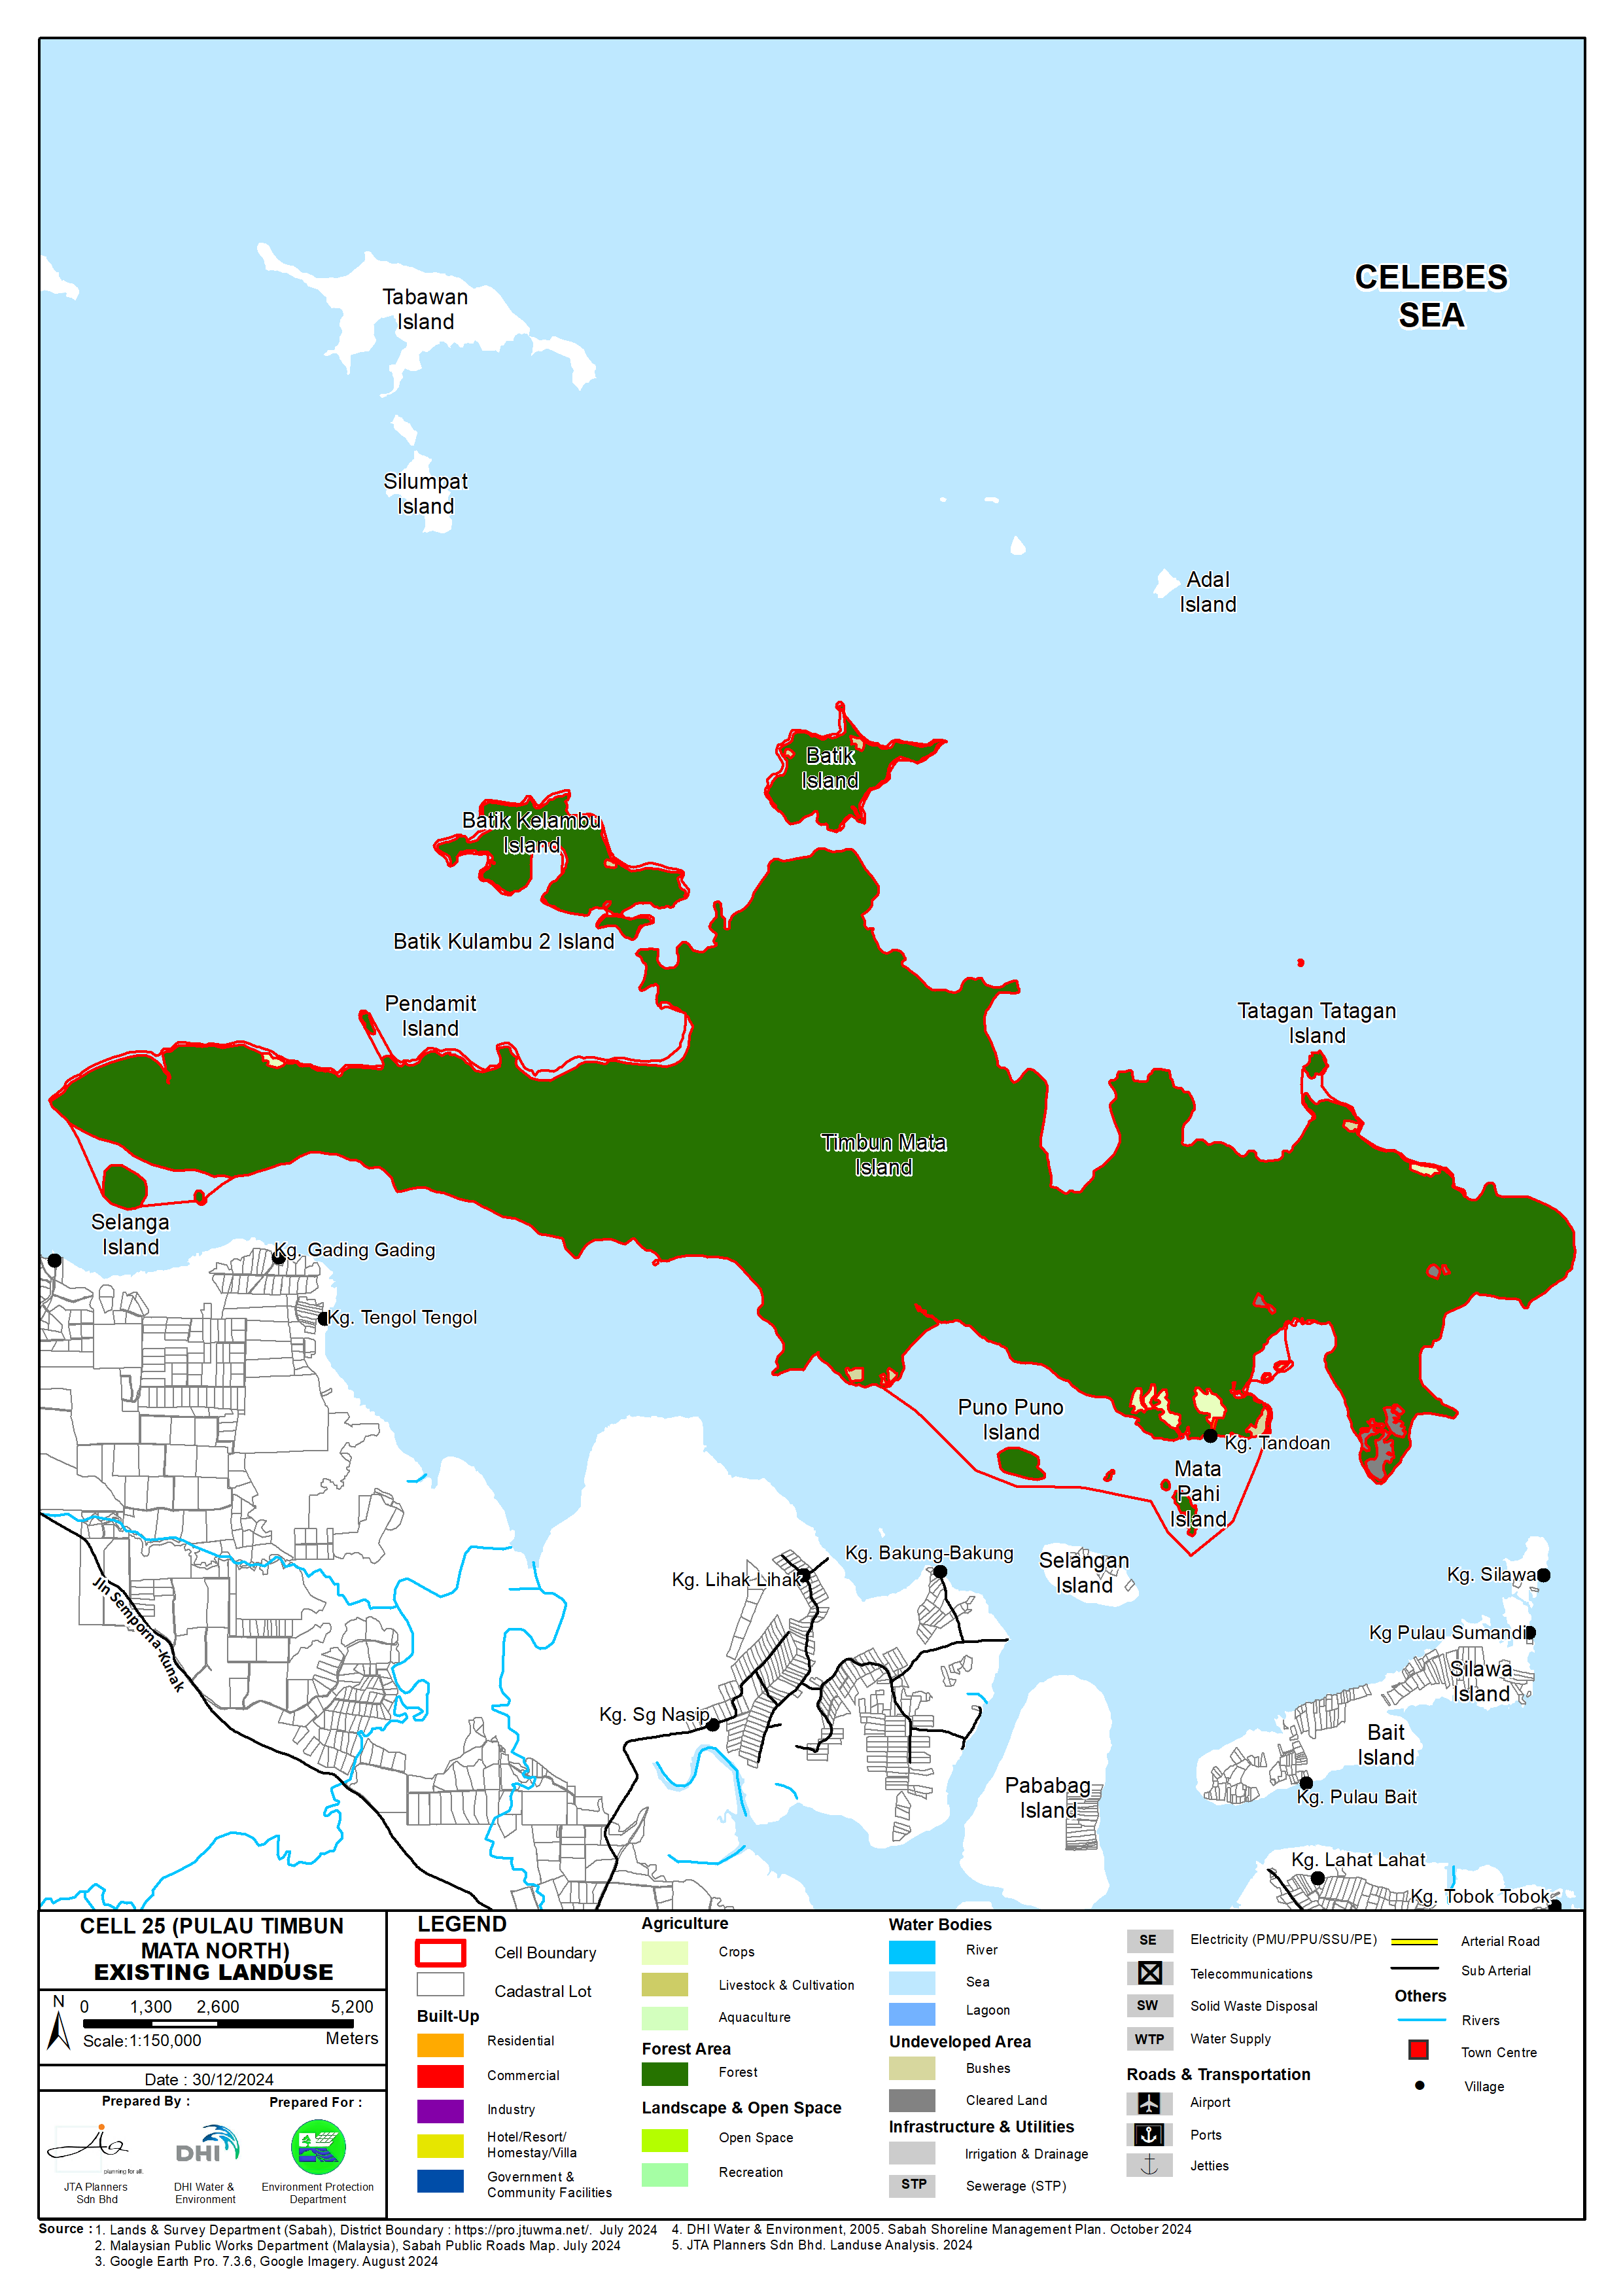 CELEBES
SEA
Tabawan
Island
Silumpat
Island
Adal
Island
Batik
Island
Batik Kelambu
Island
Batik Kulambu 2 Island
Pendamit
Island
Tatagan Tatagan
Island
Timbun Mata
Island
Selanga
Island
Kg. Gading Gading
Kg. Tengol Tengol
Puno Puno
Island
Kg. Tandoan
Mata
Pahi
Island
Kg. Bakung-Bakung
Selangan
Island
Kg. Lihak Lihak
Kg. Silawa
Jln Semporna-Kunak
Kg Pulau Sumandi
Silawa
Island
Kg. Sg Nasip
Bait
Island
Pababag
Island
Kg. Pulau Bait
Kg. Lahat Lahat
Kg. Tobok Tobok
CELL 25 (PULAU TIMBUN
MATA NORTH)
EXISTING LANDUSE
N
0 1,300 2,600 5,200
Scale:1:150,000 Meters
Date : 30/12/2024
Prepared By : Prepared For :
planning for all.
DHI
JTA Planners
Sdn Bhd
DHI Water &
Environment
Environment Protection
Department
LEGEND
Cell Boundary
Cadastral Lot
Built-Up
Residential
Commercial
Industry
Hotel/Resort/
Homestay/Villa
Government &
Community Facilities
Agriculture
Crops
Livestock & Cultivation
Aquaculture
Forest Area
Forest
Landscape & Open Space
Open Space
Recreation
Water Bodies
River
Sea
Lagoon
Undeveloped Area
Bushes
Cleared Land
Infrastructure & Utilities
Irrigation & Drainage
STP Sewerage (STP)
SE Electricity (PMU/PPU/SSU/PE)
Telecommunications
SW Solid Waste Disposal
WTP Water Supply
Roads & Transportation
Airport
Ports
Jetties
Arterial Road
Sub Arterial
Others
Rivers
Town Centre
Village
Source : 1. Lands & Survey Department (Sabah), District Boundary : https://pro.jtuwma.net/. July 2024
2. Malaysian Public Works Department (Malaysia), Sabah Public Roads Map. July 2024
3. Google Earth Pro. 7.3.6, Google Imagery. August 2024
4. DHI Water & Environment, 2005. Sabah Shoreline Management Plan. October 2024
5. JTA Planners Sdn Bhd. Landuse Analysis. 2024